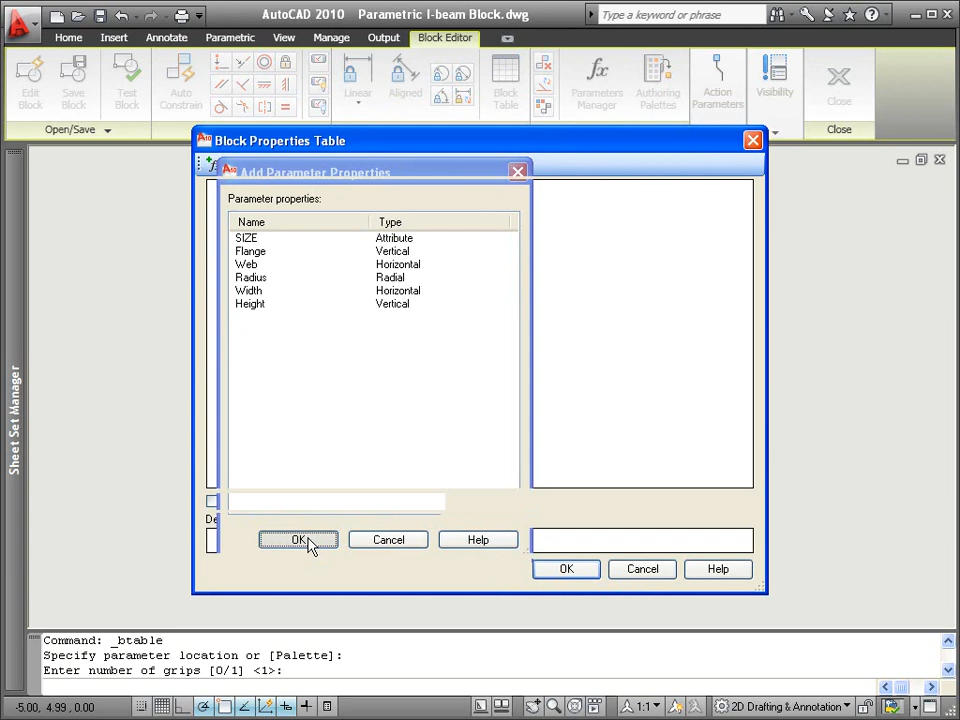 AutoCAD 2010 Parametric I-beam Block.dwg
Type a keyword or phrase
Home Insert Annotate Parametric View Manage Output Block Editor
Edit Block
Save Block
Test Block
Auto Constrain
Linear
Aligned
Block Table
Parameters Manager
Authoring Palettes
Action Parameters
Visibility
Close
Open/Save
Close
Block Properties Table
Add Parameter Properties
Parameter properties:
Name Type
SIZE Attribute
Flange Vertical
Web Horizontal
Radius Radial
Width Horizontal
Height Vertical
De
OK Cancel Help
OK Cancel Help
Sheet Set Manager
Command: _btable
Specify parameter location or [Palette]:
Enter number of grips [0/1] <1>:
-5.00, 4.99, 0.00
1:1
2D Drafting & Annotation